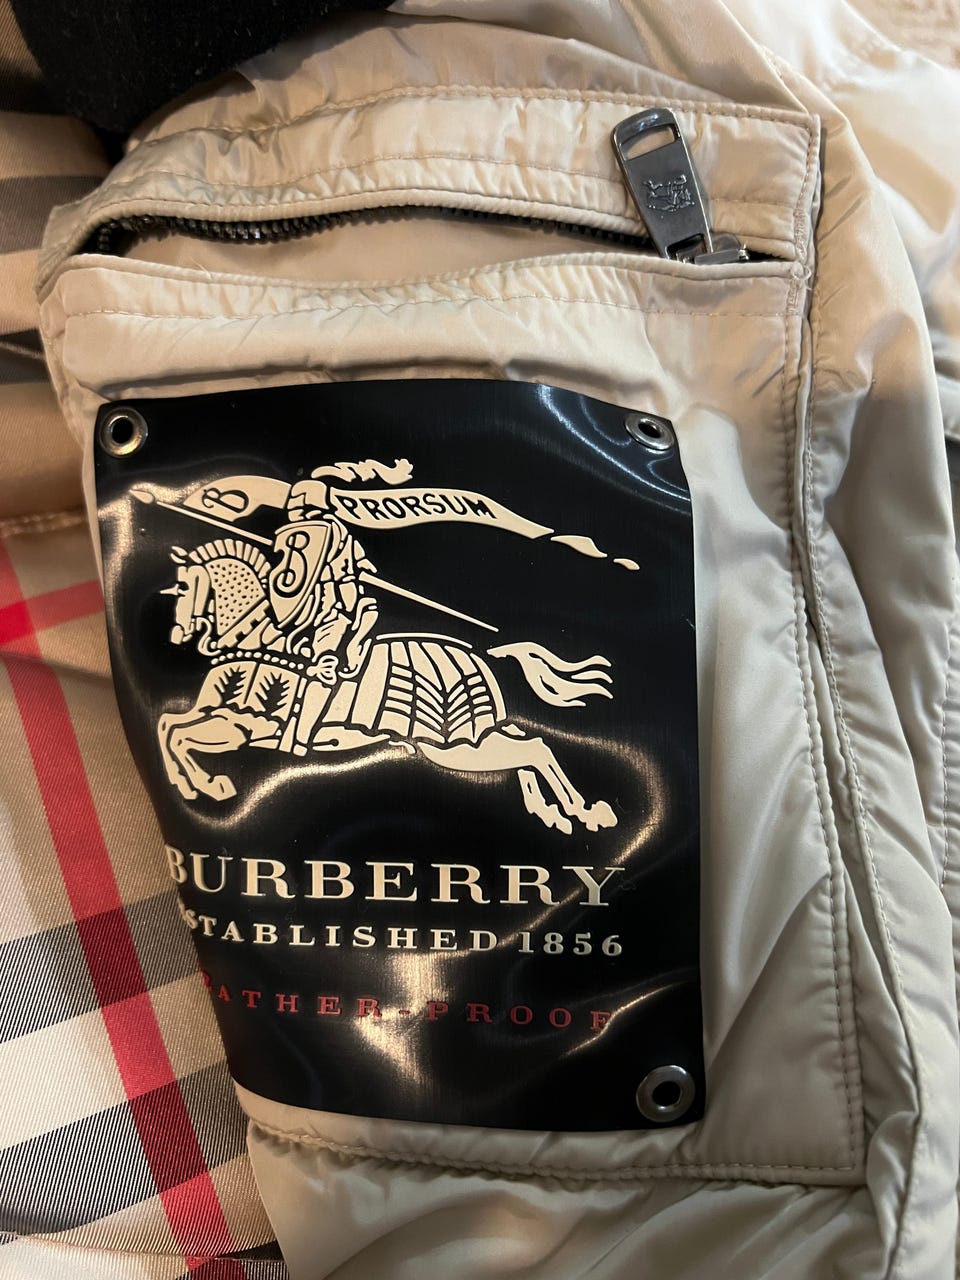 B
PRORSUM
B
BURBERRY
STABLISHED 1856
ATHER-PROOF